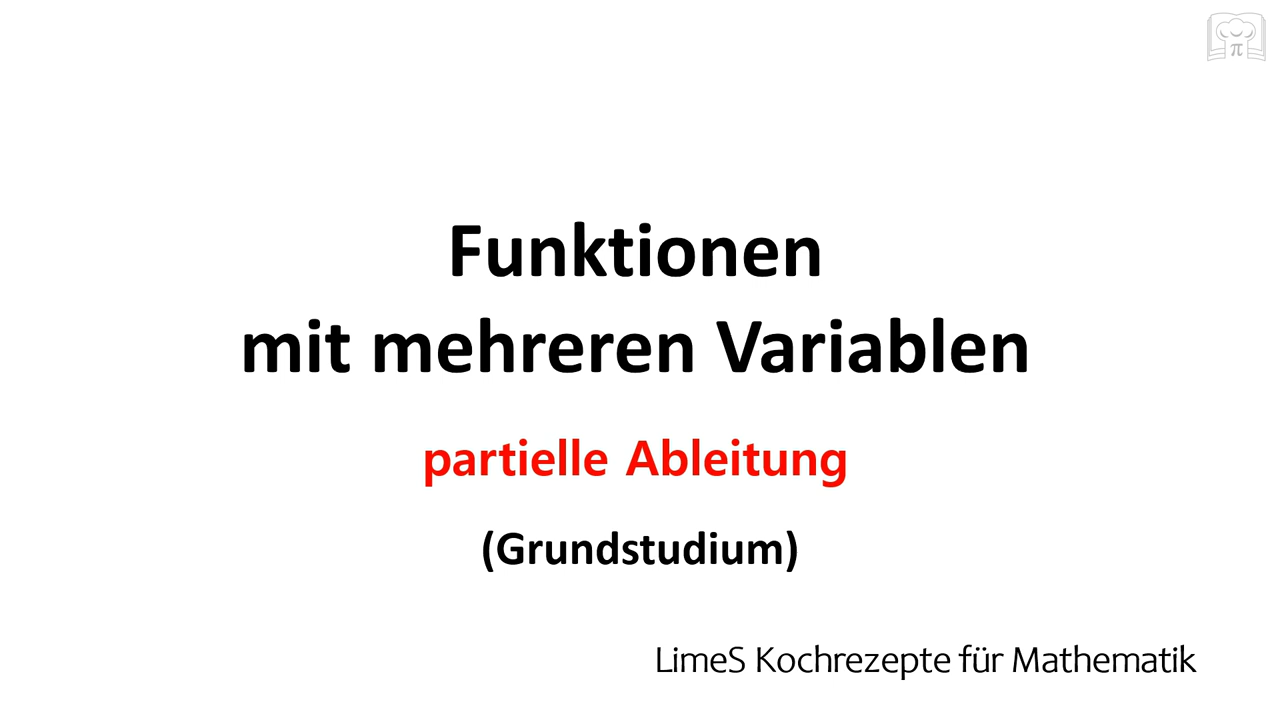 π
Funktionen
mit mehreren Variablen
partielle Ableitung
(Grundstudium)
LimeS Kochrezepte für Mathematik